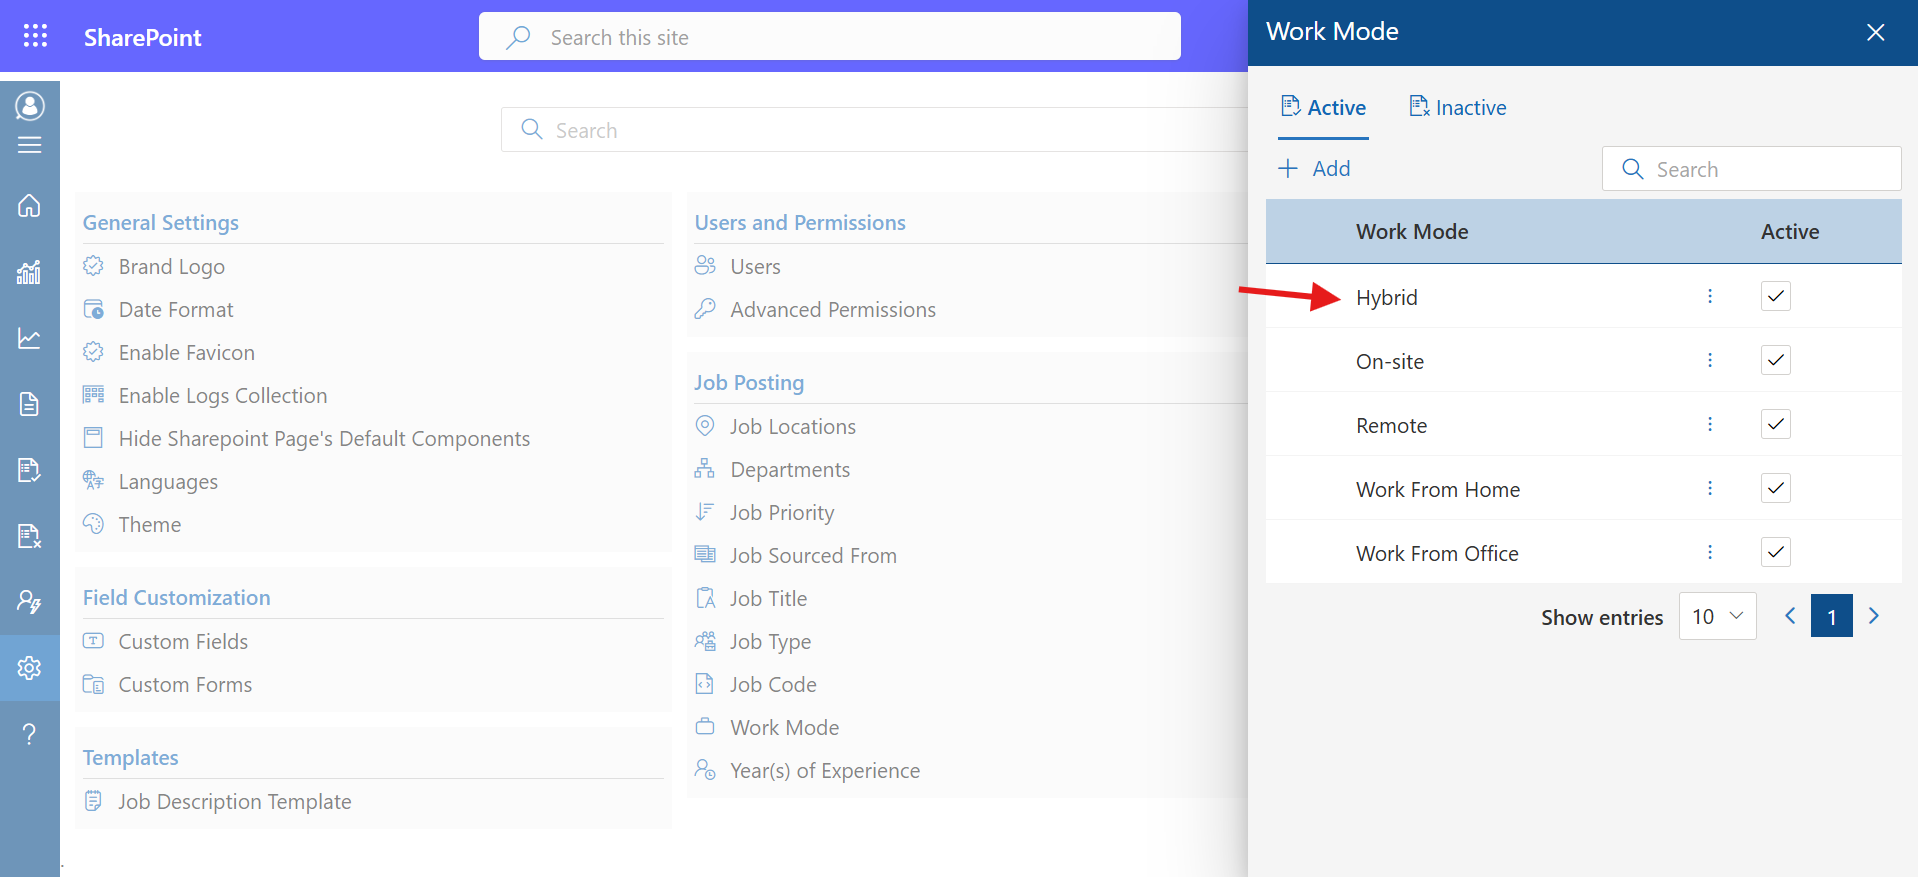 SharePoint
Search this site
Search
General Settings
Brand Logo
Date Format
Enable Favicon
Enable Logs Collection
Hide Sharepoint Page's Default Components
Languages
Theme
Field Customization
Custom Fields
Custom Forms
Templates
Job Description Template
Users and Permissions
Users
Advanced Permissions
Job Posting
Job Locations
Departments
Job Priority
Job Sourced From
Job Title
Job Type
Job Code
Work Mode
Year(s) of Experience
Work Mode
Active Inactive
Add Search
Work Mode Active
Hybrid
On-site
Remote
Work From Home
Work From Office
Show entries 10 1